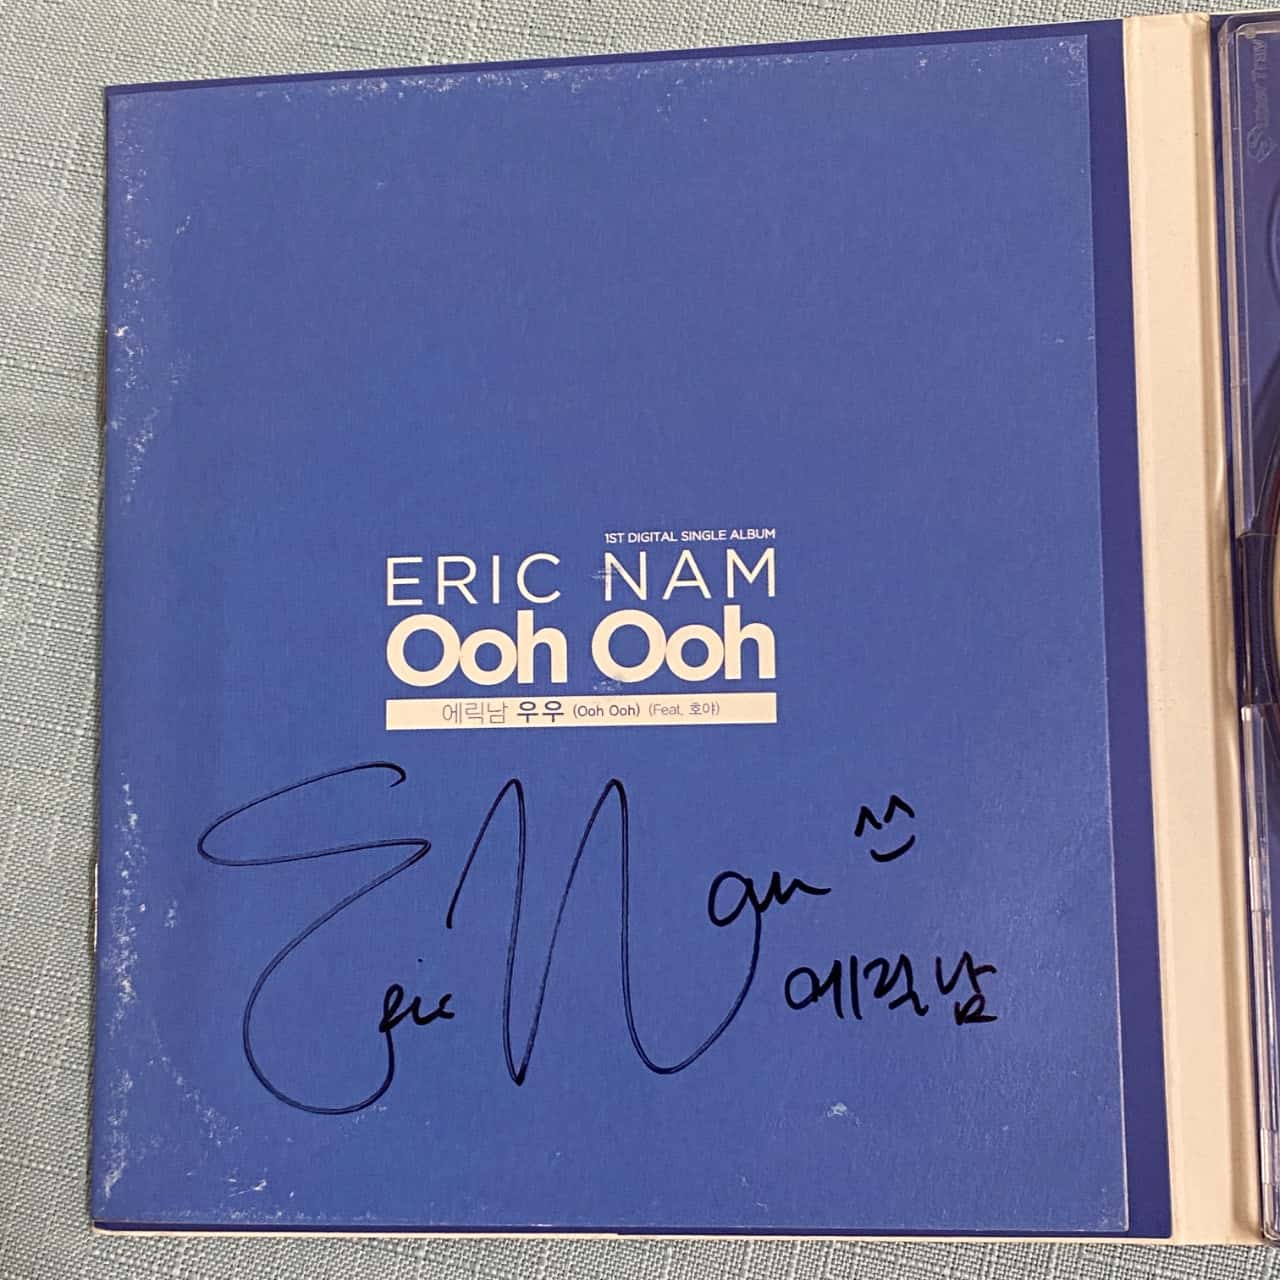 1ST DIGITAL SINGLE ALBUM
ERIC NAM
Ooh Ooh
에릭남 우우 (Ooh Ooh) (Feat. 호야)
Eric Nam ^^
에릭남